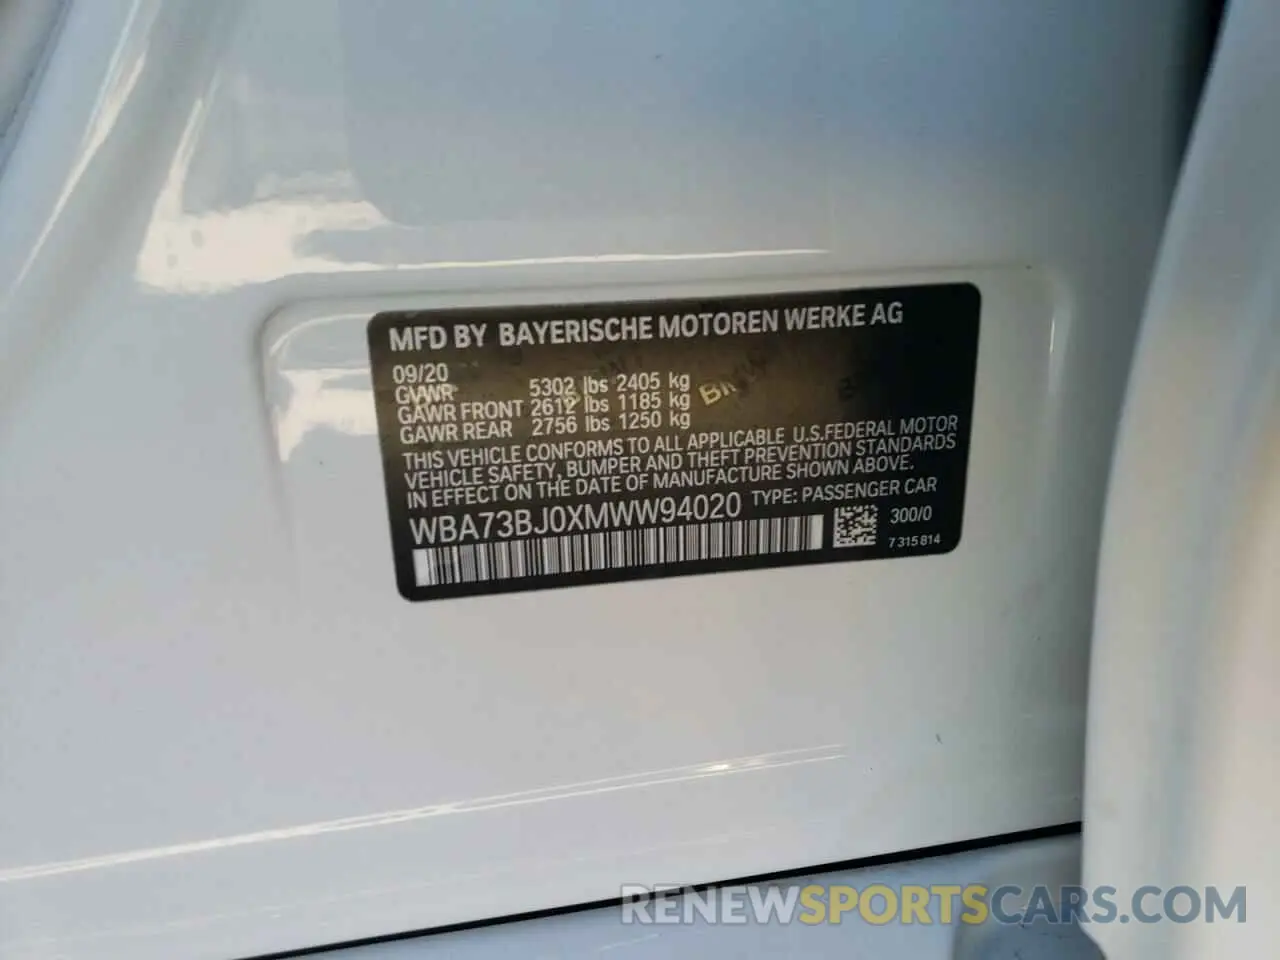 MFD BY BAYERISCHE MOTOREN WERKE AG
09/20
GVWR 5302 lbs 2405 kg
GAWR FRONT 2612 lbs 1185 kg
GAWR REAR 2756 lbs 1250 kg
THIS VEHICLE CONFORMS TO ALL APPLICABLE U.S.FEDERAL MOTOR
VEHICLE SAFETY, BUMPER AND THEFT PREVENTION STANDARDS
IN EFFECT ON THE DATE OF MANUFACTURE SHOWN ABOVE.
WBA73BJ0XMWW94020 TYPE: PASSENGER CAR
300/0
7 315 814
RENEWSPORTSCARS.COM